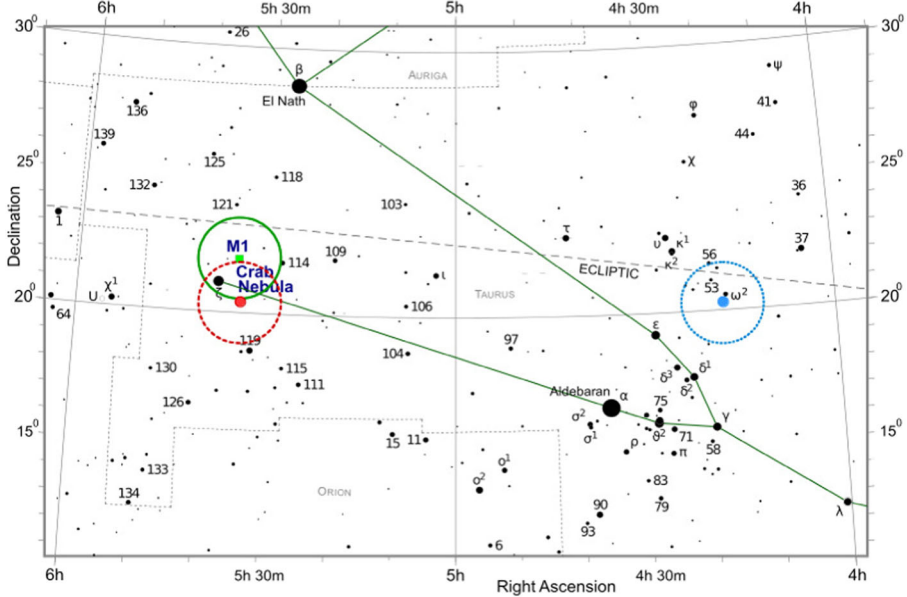 6h 5h 30m 5h 4h 30m 4h
30⁰ 30⁰
26
β
El Nath
AURIGA
ψ
136
φ
41
139
44
25⁰ 25⁰
125
χ
118
132
36
121
103
1
τ
υ
κ¹
37
M1
109
114
κ²
56
ECLIPTIC
Crab
ι
53
Nebula
ζ
χ¹
U
ω²
20⁰ 20⁰
TAURUS
64
106
119
97
ε
104
130
115
δ³
δ¹
111
δ²
Aldebaran
α
126
75
γ
σ²
15⁰ 15⁰
15
11
σ¹
ϑ²
71
ρ
π
58
133
ο¹
ORION
ο²
83
134
79
90
93
λ
6
6h 5h 30m 5h 4h 30m 4h
Right Ascension
Declination